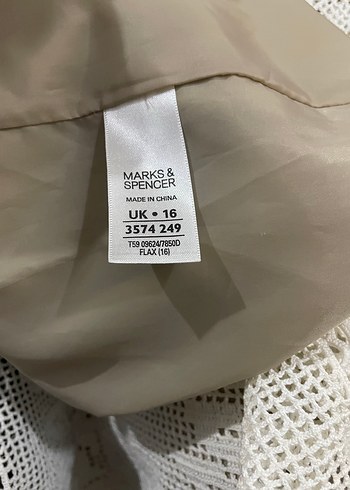 MARKS &
SPENCER
MADE IN CHINA
UK • 16
3574 249
T59 09624/7850D
FLAX (16)